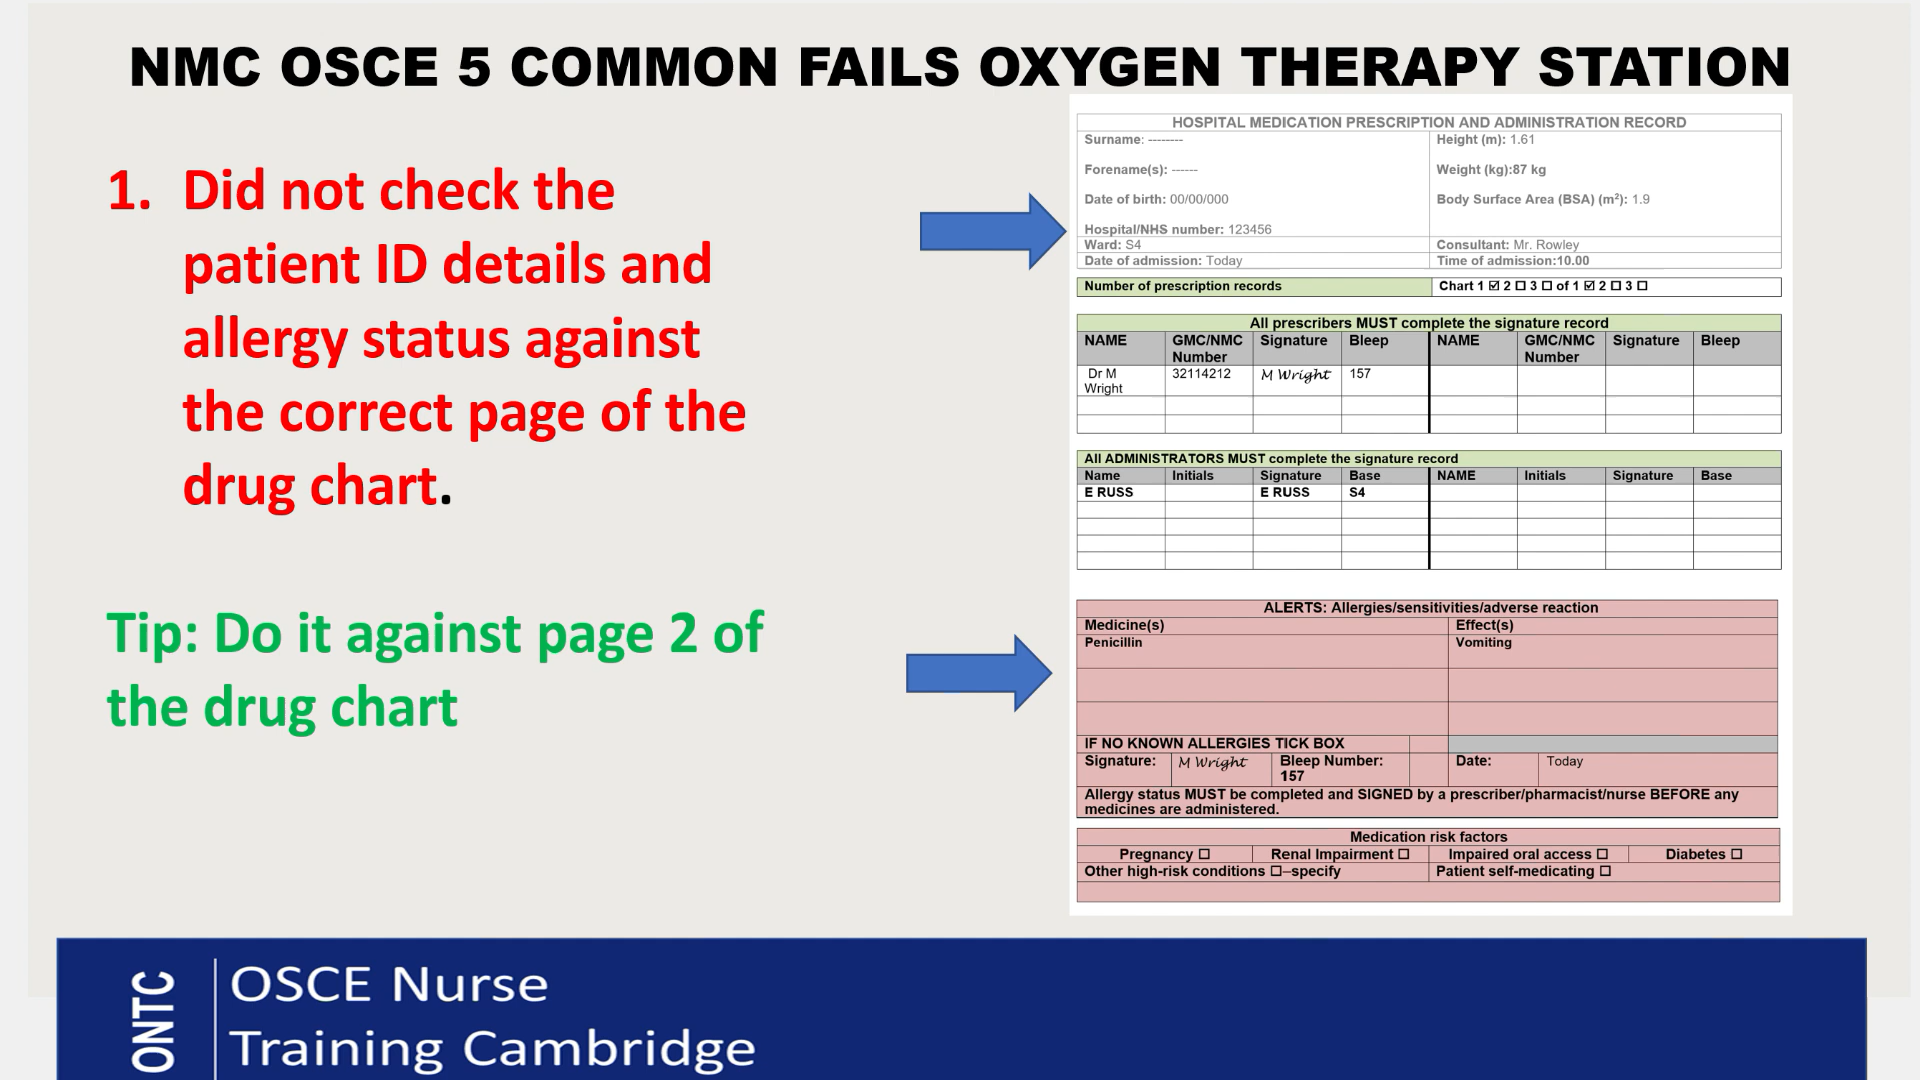 NMC OSCE 5 COMMON FAILS OXYGEN THERAPY STATION
1. Did not check the
patient ID details and
allergy status against
the correct page of the
drug chart.
Tip: Do it against page 2 of
the drug chart
HOSPITAL MEDICATION PRESCRIPTION AND ADMINISTRATION RECORD
Surname: -------- Height (m): 1.61
Forename(s): ------ Weight (kg):87 kg
Date of birth: 00/00/000 Body Surface Area (BSA) (m²): 1.9
Hospital/NHS number: 123456
Ward: S4 Consultant: Mr. Rowley
Date of admission: Today Time of admission:10.00
Number of prescription records Chart 1 ☑ 2 ☐ 3 ☐ of 1 ☑ 2 ☐ 3 ☐
All prescribers MUST complete the signature record
NAME GMC/NMC Signature Bleep NAME GMC/NMC Signature Bleep
Number Number
Dr M 32114212 M Wright 157
Wright
All ADMINISTRATORS MUST complete the signature record
Name Initials Signature Base NAME Initials Signature Base
E RUSS E RUSS S4
ALERTS: Allergies/sensitivities/adverse reaction
Medicine(s) Effect(s)
Penicillin Vomiting
IF NO KNOWN ALLERGIES TICK BOX
Signature: M Wright Bleep Number: Date: Today
157
Allergy status MUST be completed and SIGNED by a prescriber/pharmacist/nurse BEFORE any
medicines are administered.
Medication risk factors
Pregnancy ☐ Renal Impairment ☐ Impaired oral access ☐ Diabetes ☐
Other high-risk conditions ☐–specify Patient self-medicating ☐
ONTC
OSCE Nurse
Training Cambridge